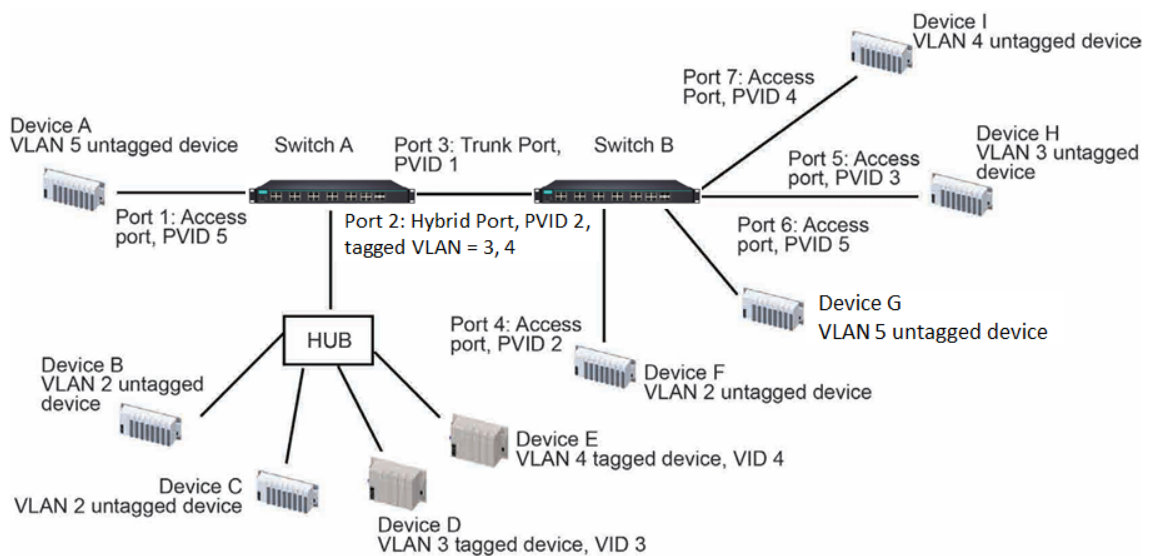 Device I
VLAN 4 untagged device
Port 7: Access
Port, PVID 4
Device A
VLAN 5 untagged device
Switch A
Port 3: Trunk Port,
PVID 1
Switch B
Device H
VLAN 3 untagged
device
Port 5: Access
port, PVID 3
Port 1: Access
port, PVID 5
Port 2: Hybrid Port, PVID 2,
tagged VLAN = 3, 4
Port 6: Access
port, PVID 5
Device G
VLAN 5 untagged device
HUB
Port 4: Access
port, PVID 2
Device B
VLAN 2 untagged
device
Device F
VLAN 2 untagged device
Device E
VLAN 4 tagged device, VID 4
Device C
VLAN 2 untagged device
Device D
VLAN 3 tagged device, VID 3